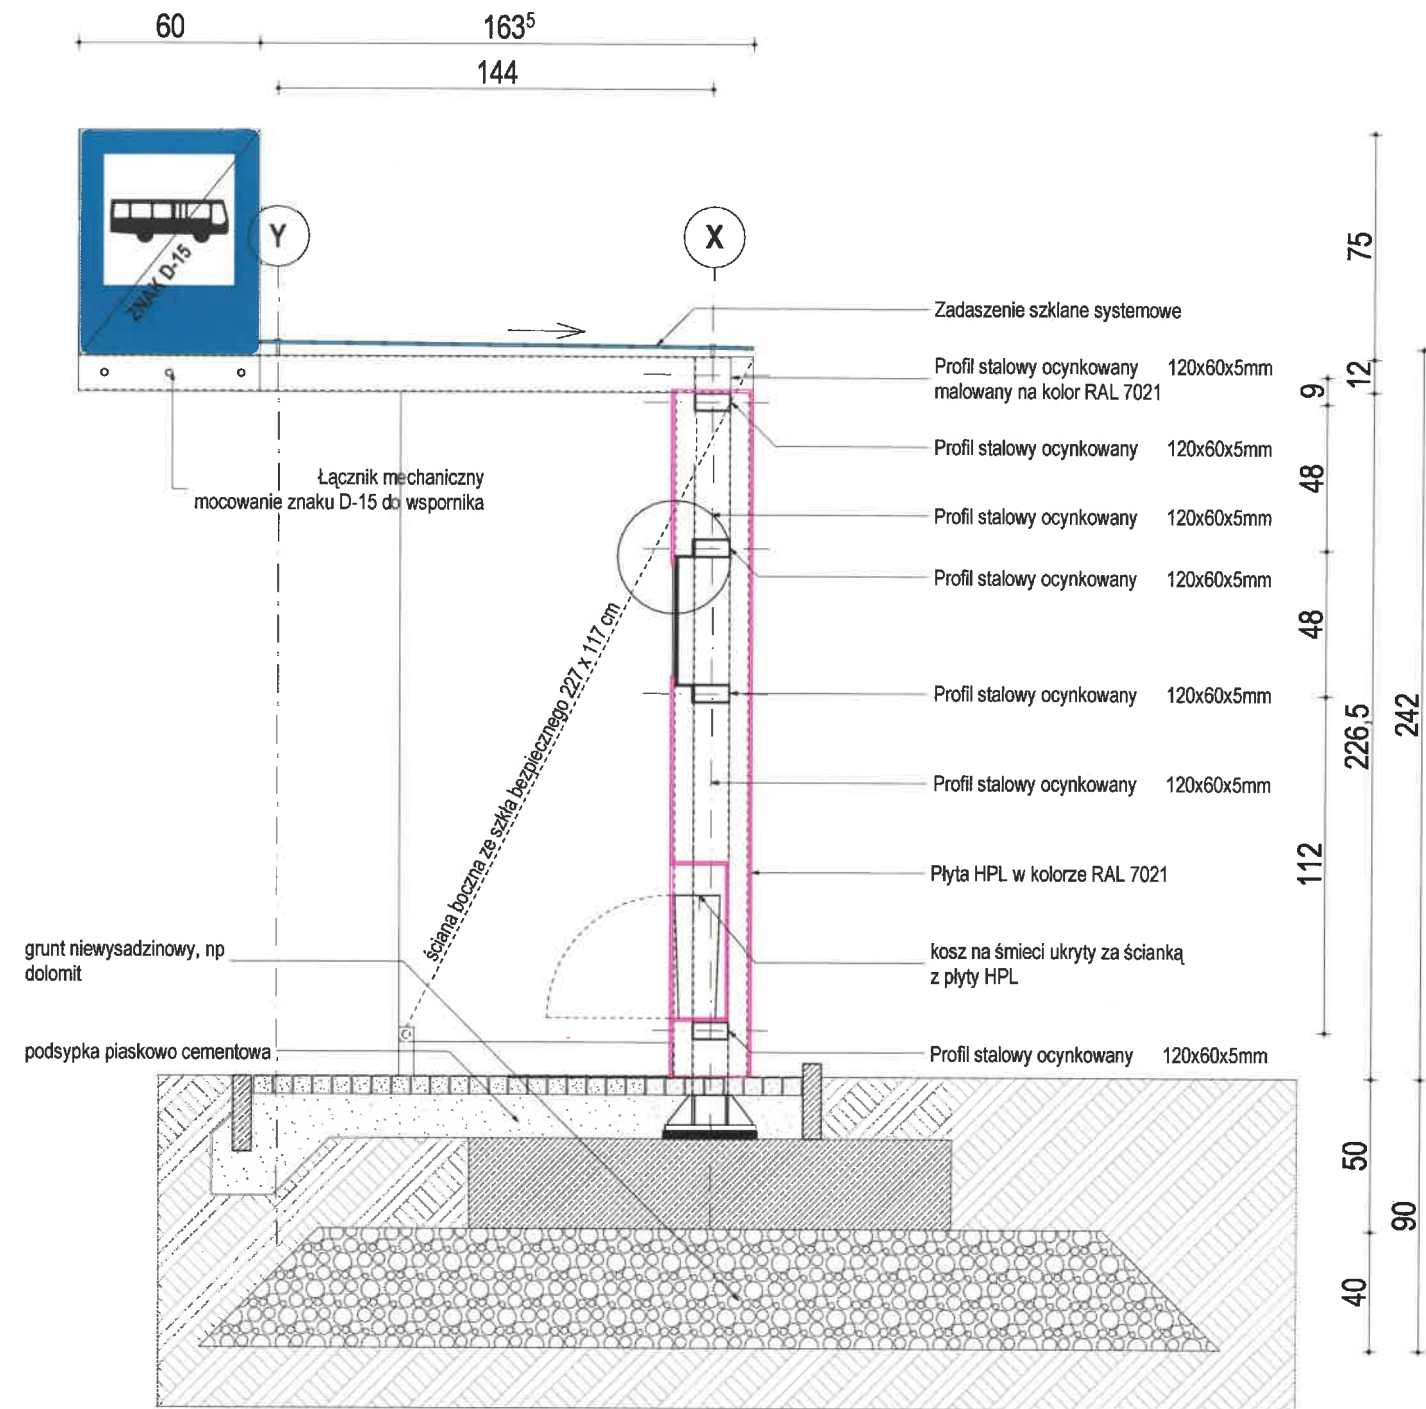 60
163⁵
144
ZNAK D-15
Y
X
75
Zadaszenie szklane systemowe
Profil stalowy ocynkowany 120x60x5mm
malowany na kolor RAL 7021
12
9
Profil stalowy ocynkowany 120x60x5mm
Łącznik mechaniczny
mocowanie znaku D-15 do wspornika
48
Profil stalowy ocynkowany 120x60x5mm
Profil stalowy ocynkowany 120x60x5mm
48
ściana boczna ze szkła bezpiecznego 227 x 117 cm
Profil stalowy ocynkowany 120x60x5mm
226,5
242
Profil stalowy ocynkowany 120x60x5mm
112
Płyta HPL w kolorze RAL 7021
grunt niewysadzinowy, np
dolomit
kosz na śmieci ukryty za ścianką
z płyty HPL
podsypka piaskowo cementowa
Profil stalowy ocynkowany 120x60x5mm
50
90
40